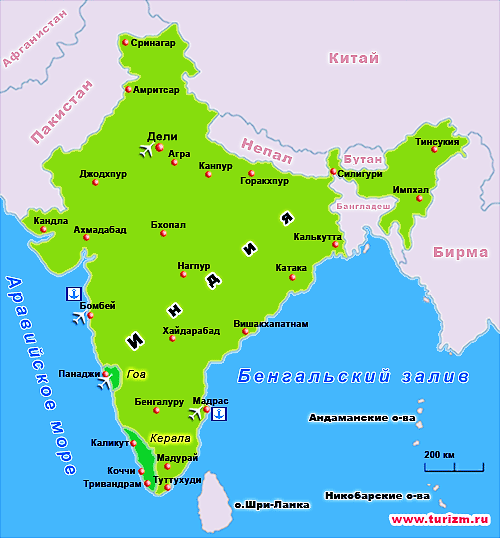 Афганистан
Сринагар
Китай
Амритсар
Пакистан
Дели
Агра
Непал
Бутан
Тинсукия
Джодхпур
Канпур
Горакхпур
Силигури
Импхал
Бангладеш
Кандла
Ахмадабад
Бхопал
Калькутта
Бирма
Нагпур
Катака
Индия
Бомбей
Аравийское море
Хайдарабад
Вишакхапатнам
Панаджи
Гоа
Бенгальский залив
Бенгалуру
Мадрас
Андаманские о-ва
Каликут
Керала
Мадурай
200 км
Коччи
Тривандрам
Туттухуди
о.Шри-Ланка
Никобарские о-ва
www.turizm.ru